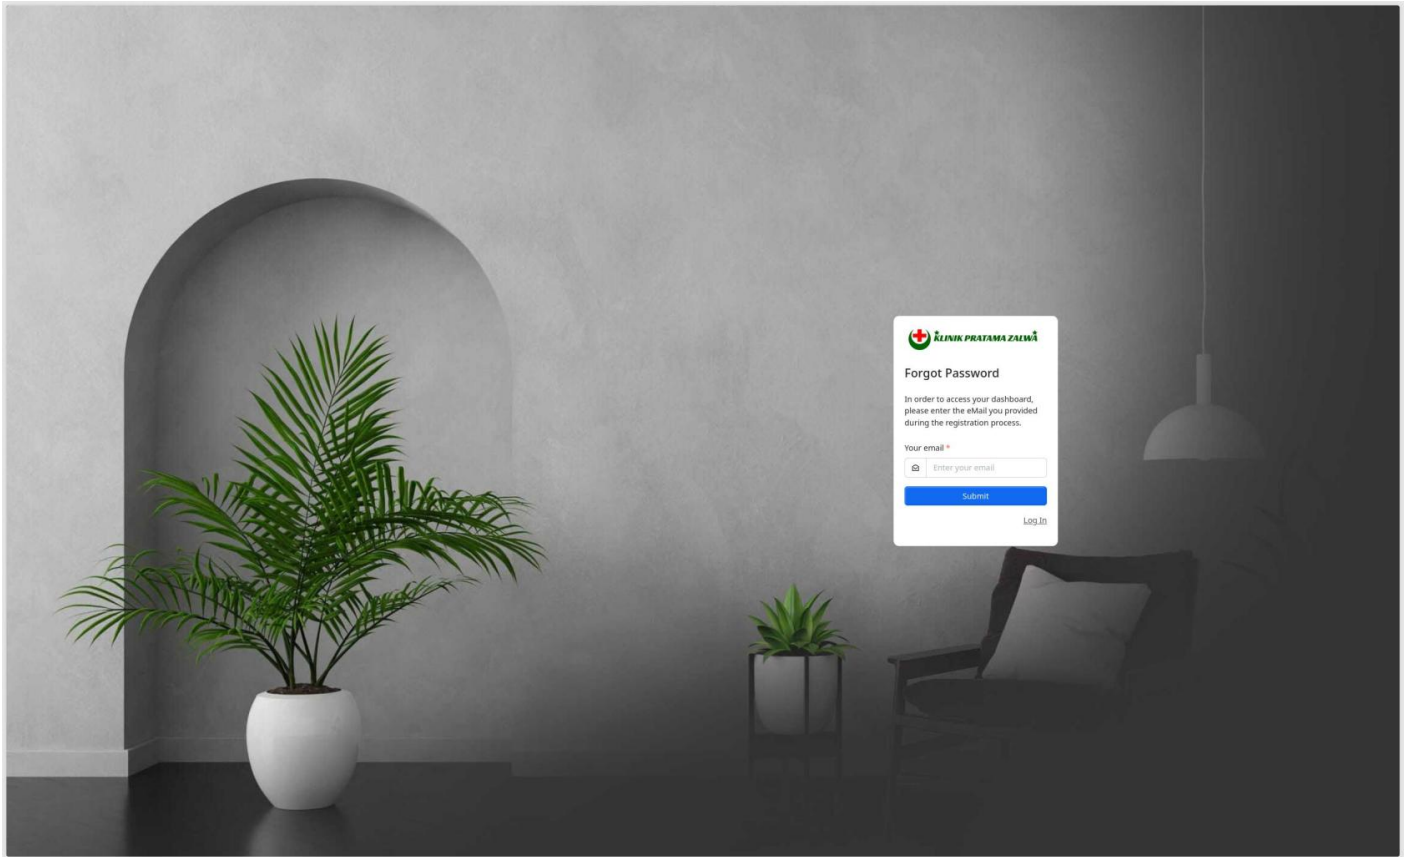 KLINIK PRATAMA ZALWA
Forgot Password
In order to access your dashboard,
please enter the eMail you provided
during the registration process.
Your email *
Enter your email
Submit
Log In